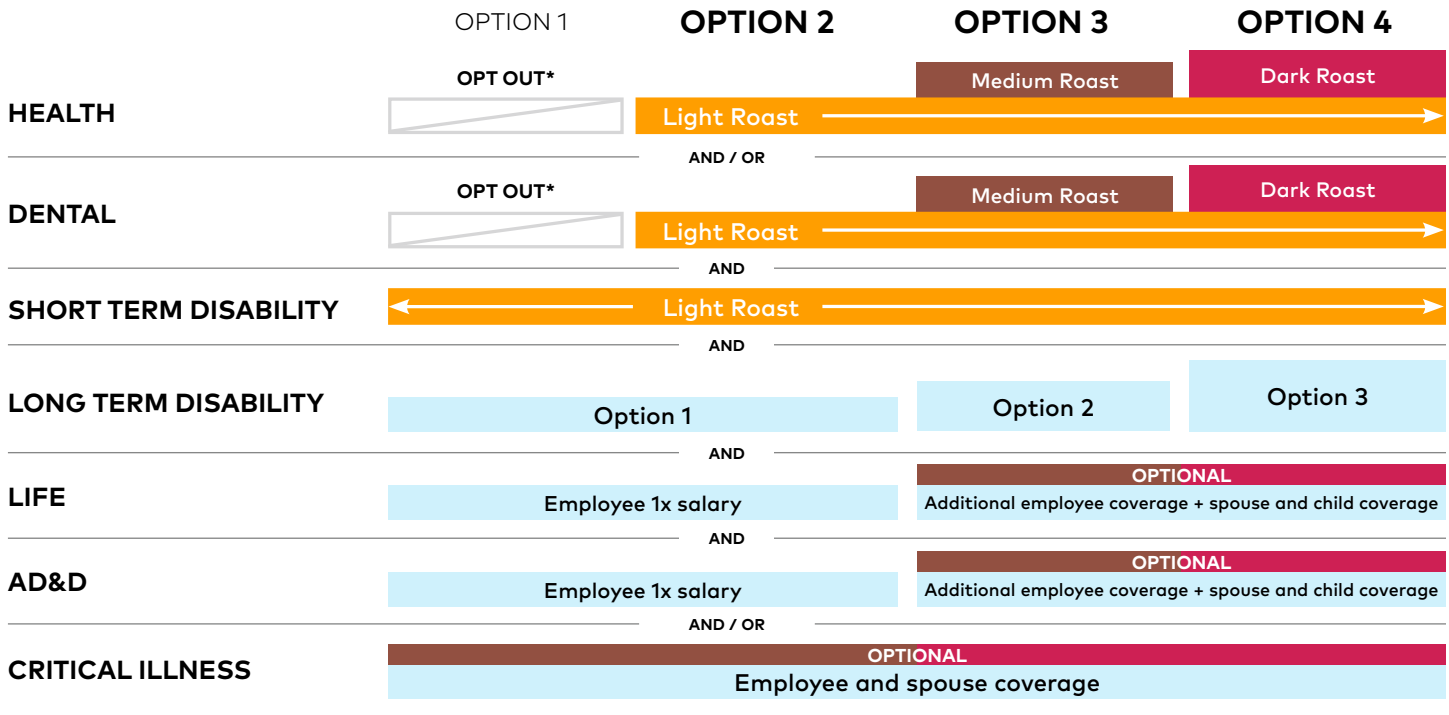 OPTION 1 OPTION 2 OPTION 3 OPTION 4
OPT OUT* Medium Roast Dark Roast
HEALTH Light Roast
AND / OR
OPT OUT* Medium Roast Dark Roast
DENTAL Light Roast
AND
SHORT TERM DISABILITY Light Roast
AND
LONG TERM DISABILITY Option 1 Option 2 Option 3
AND
OPTIONAL
LIFE Employee 1x salary Additional employee coverage + spouse and child coverage
AND
OPTIONAL
AD&D Employee 1x salary Additional employee coverage + spouse and child coverage
AND / OR
OPTIONAL
CRITICAL ILLNESS Employee and spouse coverage